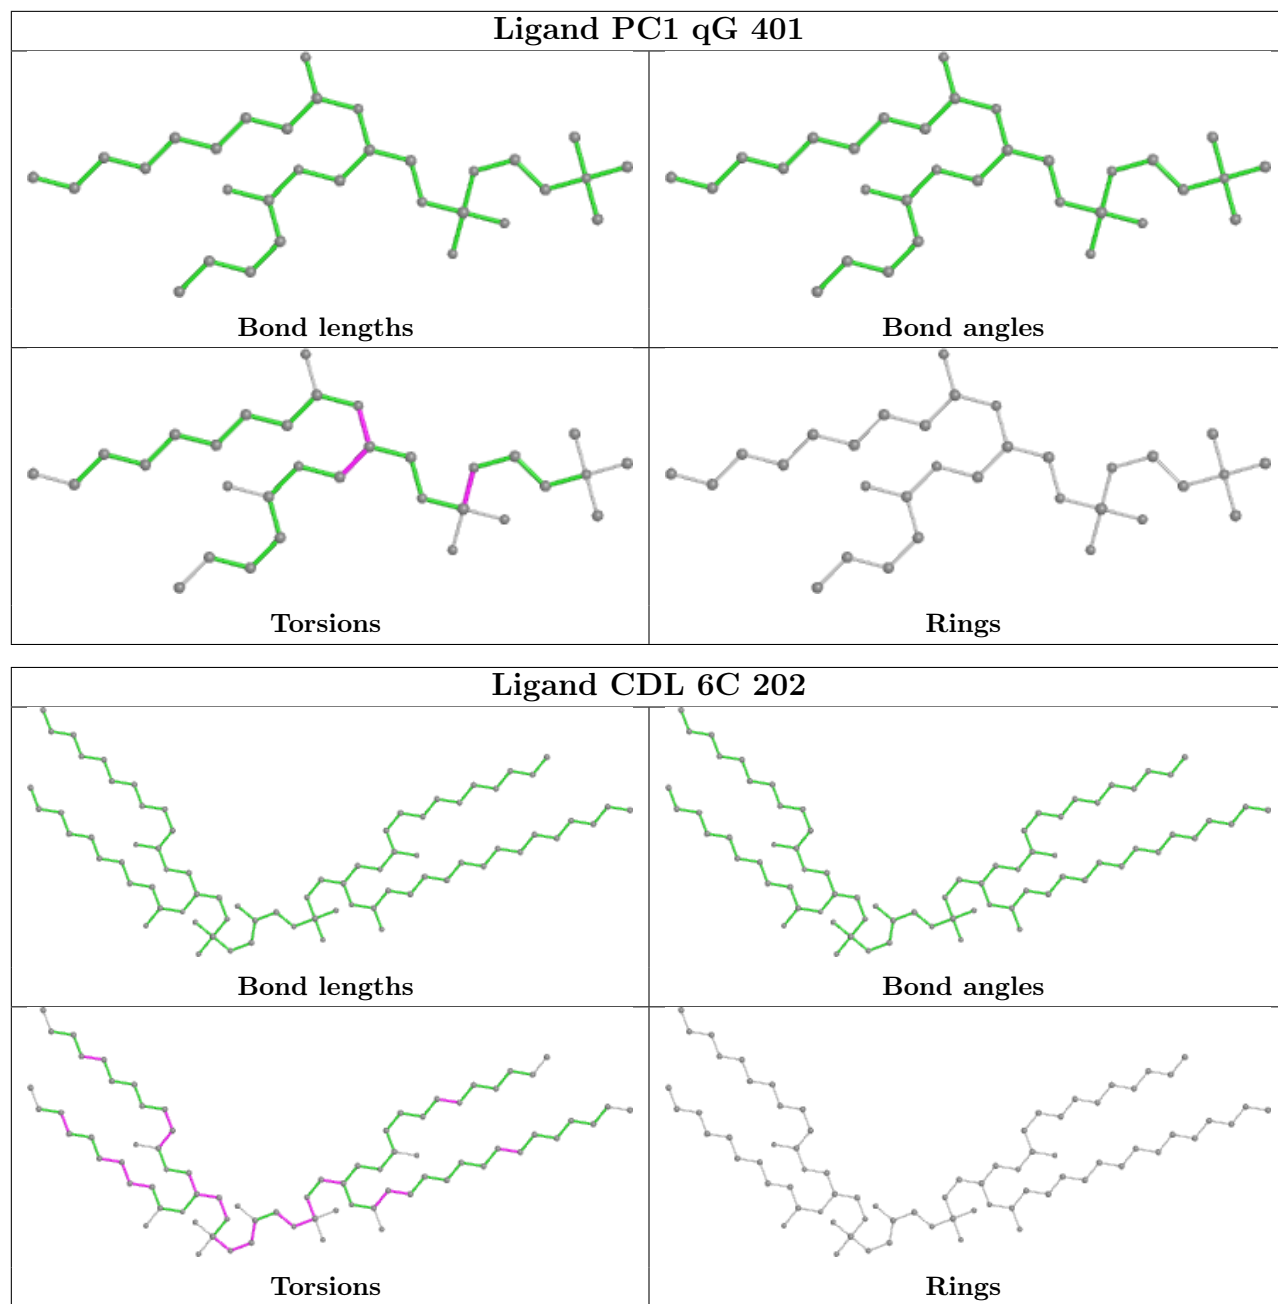 Ligand PC1 qG 401
Bond lengths
Bond angles
Torsions
Rings
Ligand CDL 6C 202
Bond lengths
Bond angles
Torsions
Rings